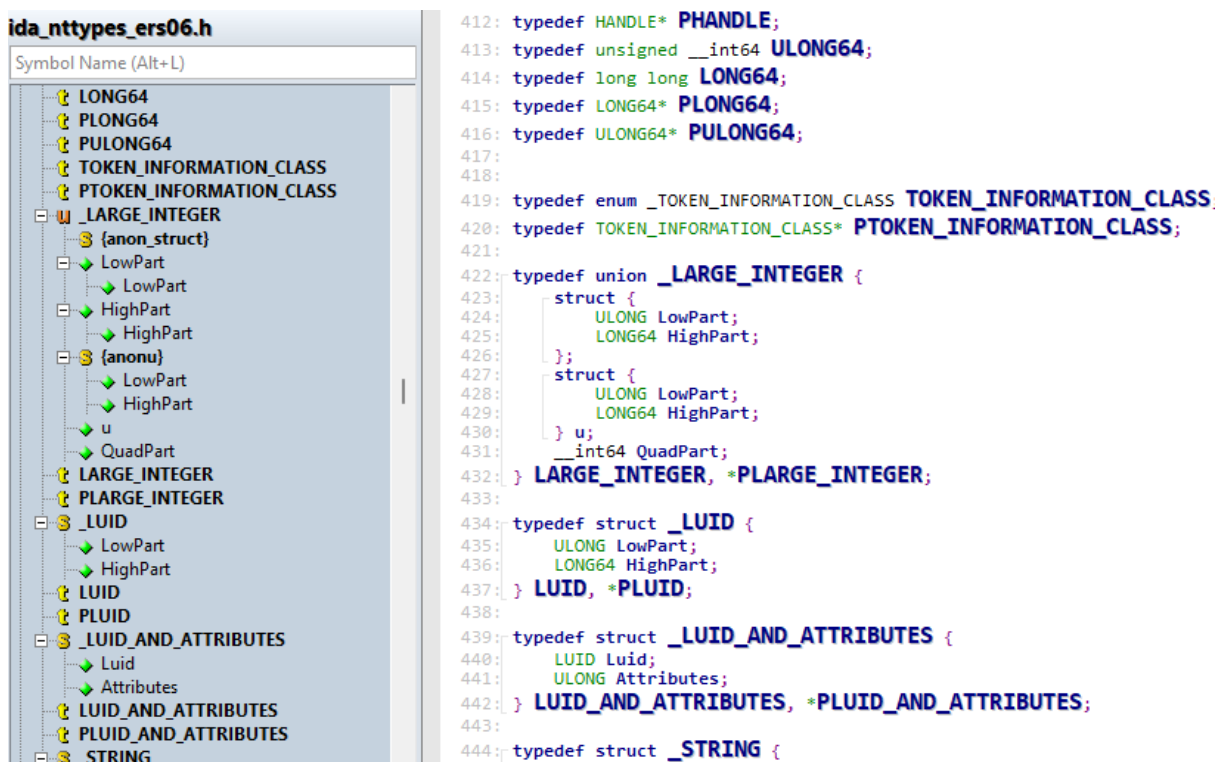 ida_nttypes_ers06.h
Symbol Name (Alt+L)
LONG64
PLONG64
PULONG64
TOKEN_INFORMATION_CLASS
PTOKEN_INFORMATION_CLASS
_LARGE_INTEGER
{anon_struct}
LowPart
LowPart
HighPart
HighPart
{anonu}
LowPart
HighPart
u
QuadPart
LARGE_INTEGER
PLARGE_INTEGER
_LUID
LowPart
HighPart
LUID
PLUID
_LUID_AND_ATTRIBUTES
Luid
Attributes
LUID_AND_ATTRIBUTES
PLUID_AND_ATTRIBUTES
_STRING
412: typedef HANDLE* PHANDLE;
413: typedef unsigned __int64 ULONG64;
414: typedef long long LONG64;
415: typedef LONG64* PLONG64;
416: typedef ULONG64* PULONG64;
417:
418:
419: typedef enum _TOKEN_INFORMATION_CLASS TOKEN_INFORMATION_CLASS
420: typedef TOKEN_INFORMATION_CLASS* PTOKEN_INFORMATION_CLASS;
421:
422: typedef union _LARGE_INTEGER {
423: struct {
424: ULONG LowPart;
425: LONG64 HighPart;
426: };
427: struct {
428: ULONG LowPart;
429: LONG64 HighPart;
430: } u;
431: __int64 QuadPart;
432: } LARGE_INTEGER, *PLARGE_INTEGER;
433:
434: typedef struct _LUID {
435: ULONG LowPart;
436: LONG64 HighPart;
437: } LUID, *PLUID;
438:
439: typedef struct _LUID_AND_ATTRIBUTES {
440: LUID Luid;
441: ULONG Attributes;
442: } LUID_AND_ATTRIBUTES, *PLUID_AND_ATTRIBUTES;
443:
444: typedef struct _STRING {